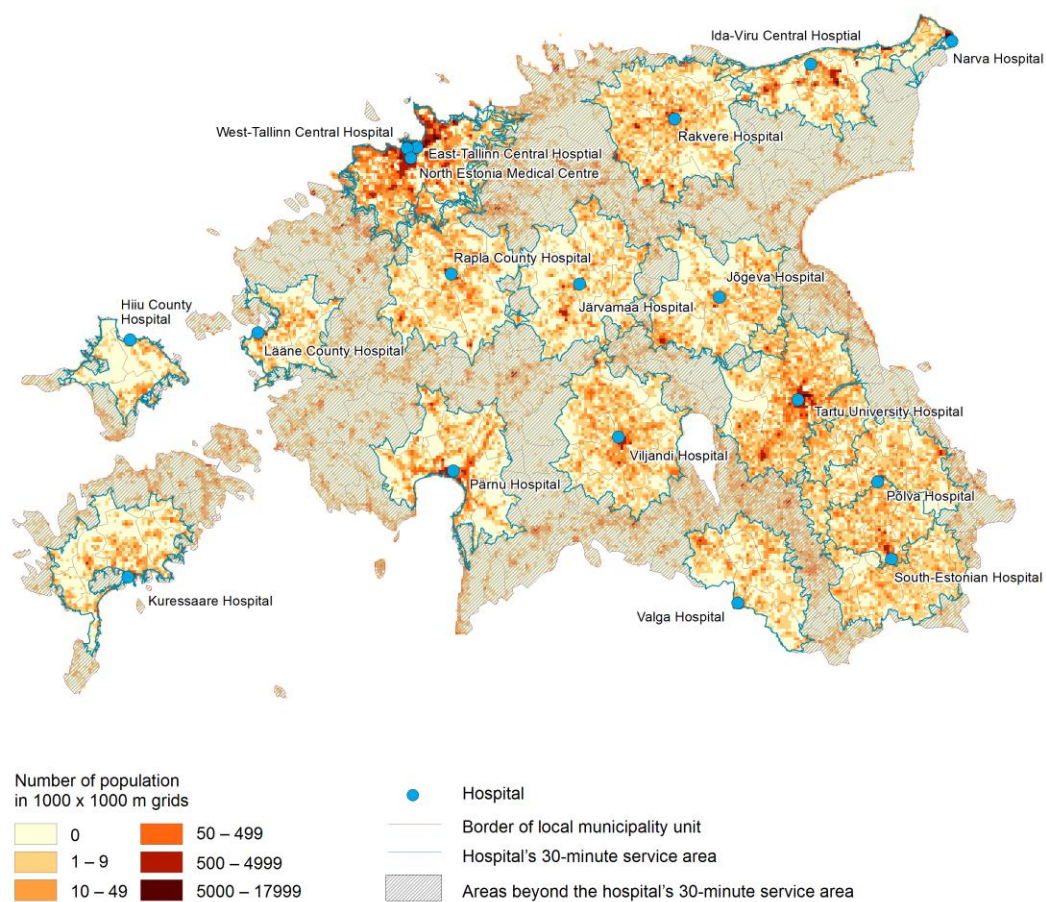 Ida-Viru Central Hosptial
Narva Hospital
West-Tallinn Central Hospital
Rakvere Hospital
East-Tallinn Central Hosptial
North Estonia Medical Centre
Rapla County Hospital
Jõgeva Hospital
Hiiu County
Hospital
Järvamaa Hospital
Lääne County Hospital
Tartu University Hospital
Viljandi Hospital
Pärnu Hospital
Põlva Hospital
South-Estonian Hospital
Kuressaare Hospital
Valga Hospital
Number of population
in 1000 x 1000 m grids
0
1 – 9
10 – 49
50 – 499
500 – 4999
5000 – 17999
Hospital
Border of local municipality unit
Hospital's 30-minute service area
Areas beyond the hospital's 30-minute service area